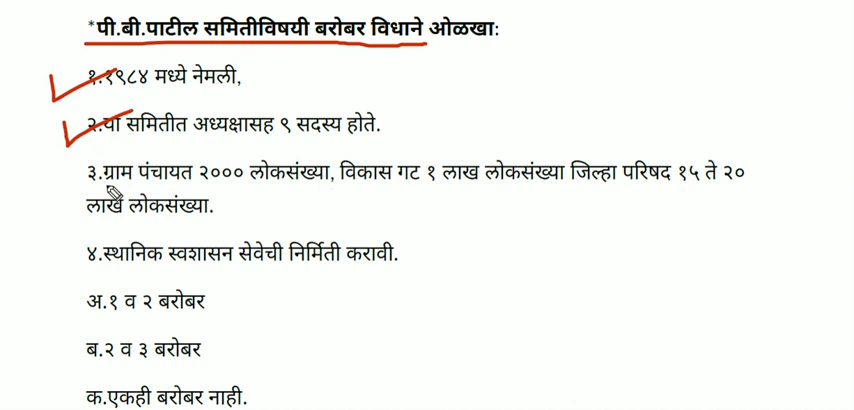 *पी.बी.पाटील समितीविषयी बरोबर विधाने ओळखा:
१.१९८४ मध्ये नेमली,
२.या समितीत अध्यक्षासह ९ सदस्य होते.
३.ग्राम पंचायत २००० लोकसंख्या, विकास गट १ लाख लोकसंख्या जिल्हा परिषद १५ ते २०
लाख लोकसंख्या.
४.स्थानिक स्वशासन सेवेची निर्मिती करावी.
अ.१ व २ बरोबर
ब.२ व ३ बरोबर
क.एकही बरोबर नाही.